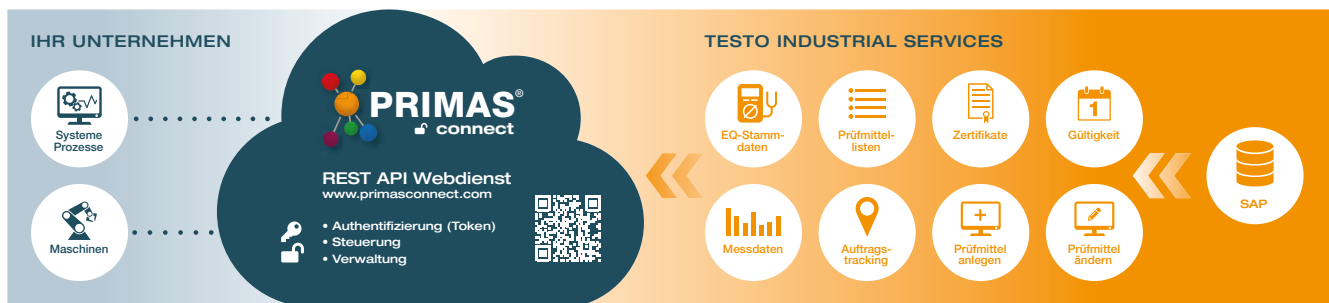 IHR UNTERNEHMEN
Systeme
Prozesse
Maschinen
PRIMAS®
connect
REST API Webdienst
www.primasconnect.com
• Authentifizierung (Token)
• Steuerung
• Verwaltung
TESTO INDUSTRIAL SERVICES
EQ-Stamm-
daten
Prüfmittel-
listen
Zertifikate
1
Gültigkeit
Messdaten
Auftrags-
tracking
Prüfmittel
anlegen
Prüfmittel
ändern
SAP